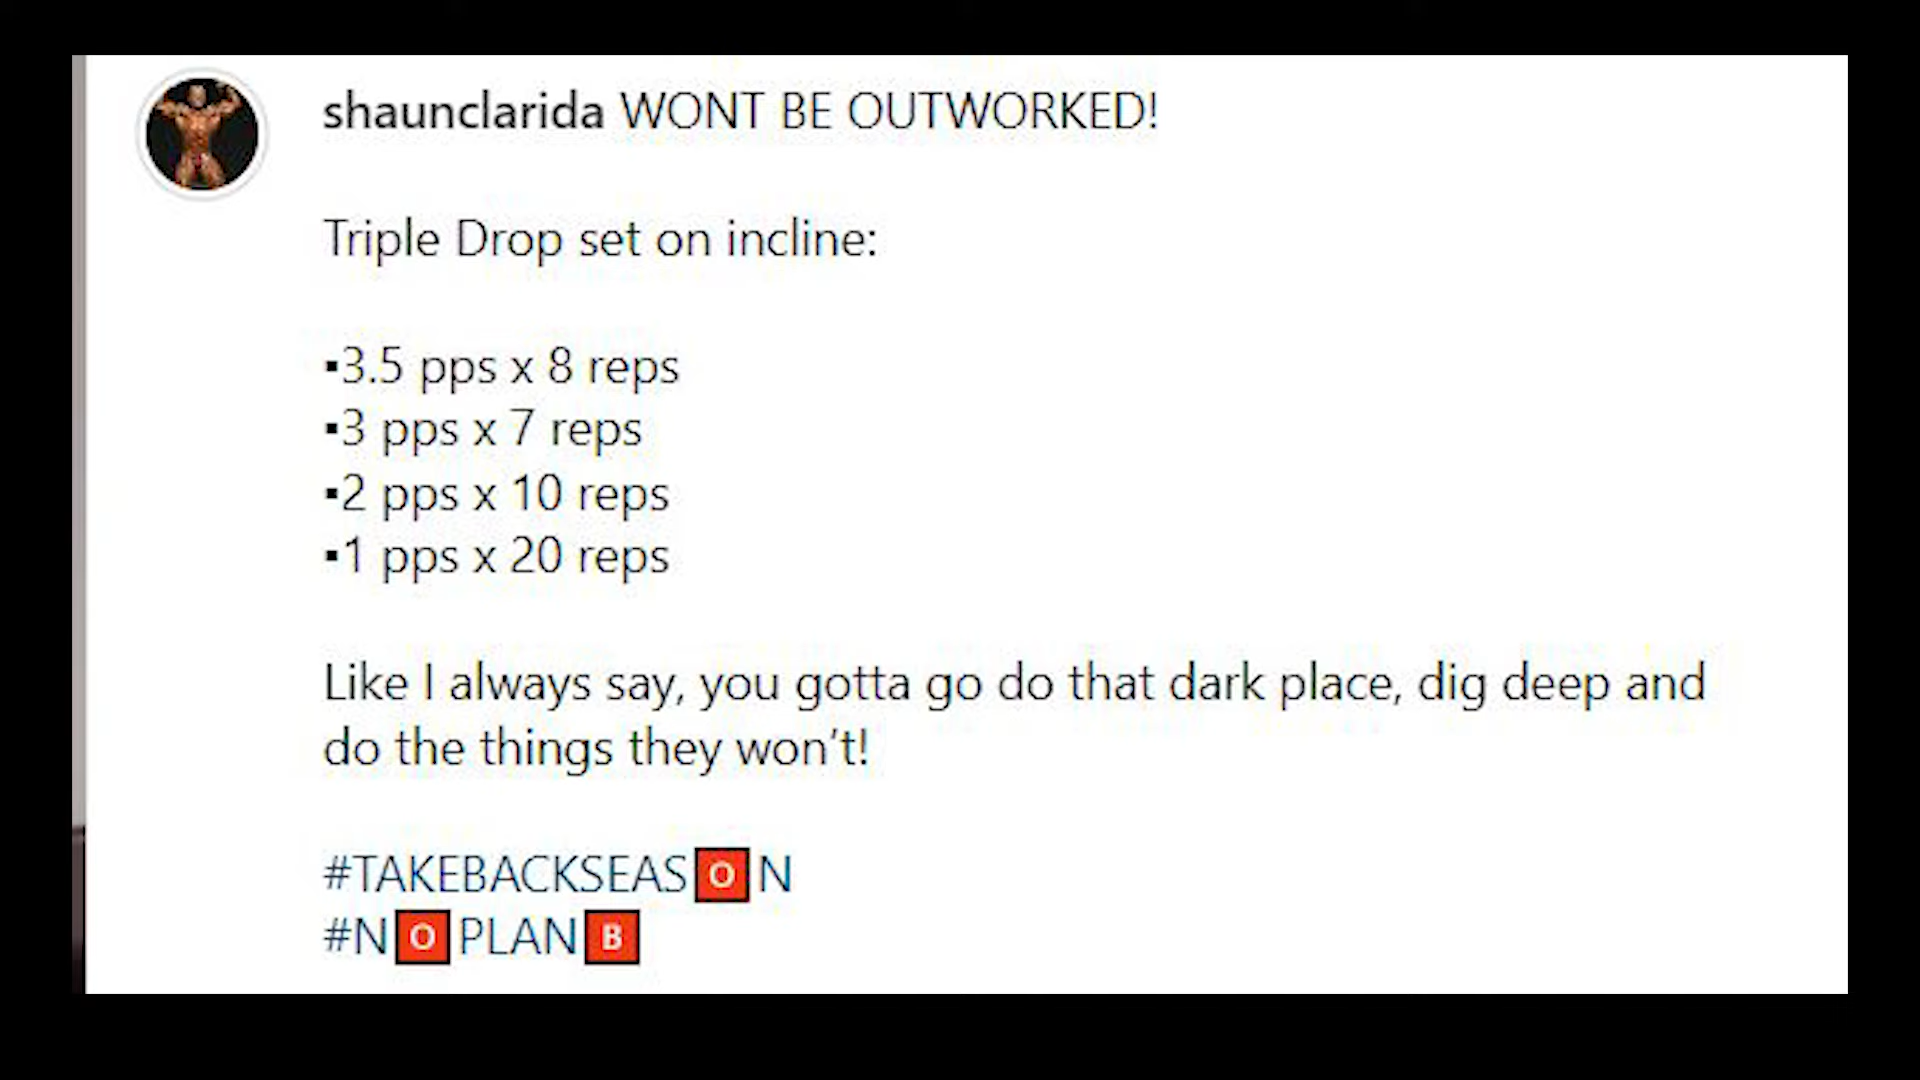 shaunclarida WONT BE OUTWORKED!
Triple Drop set on incline:
▪3.5 pps x 8 reps
▪3 pps x 7 reps
▪2 pps x 10 reps
▪1 pps x 20 reps
Like I always say, you gotta go do that dark place, dig deep and
do the things they won’t!
#TAKEBACKSEAS🅾N
#N🅾PLAN🅱